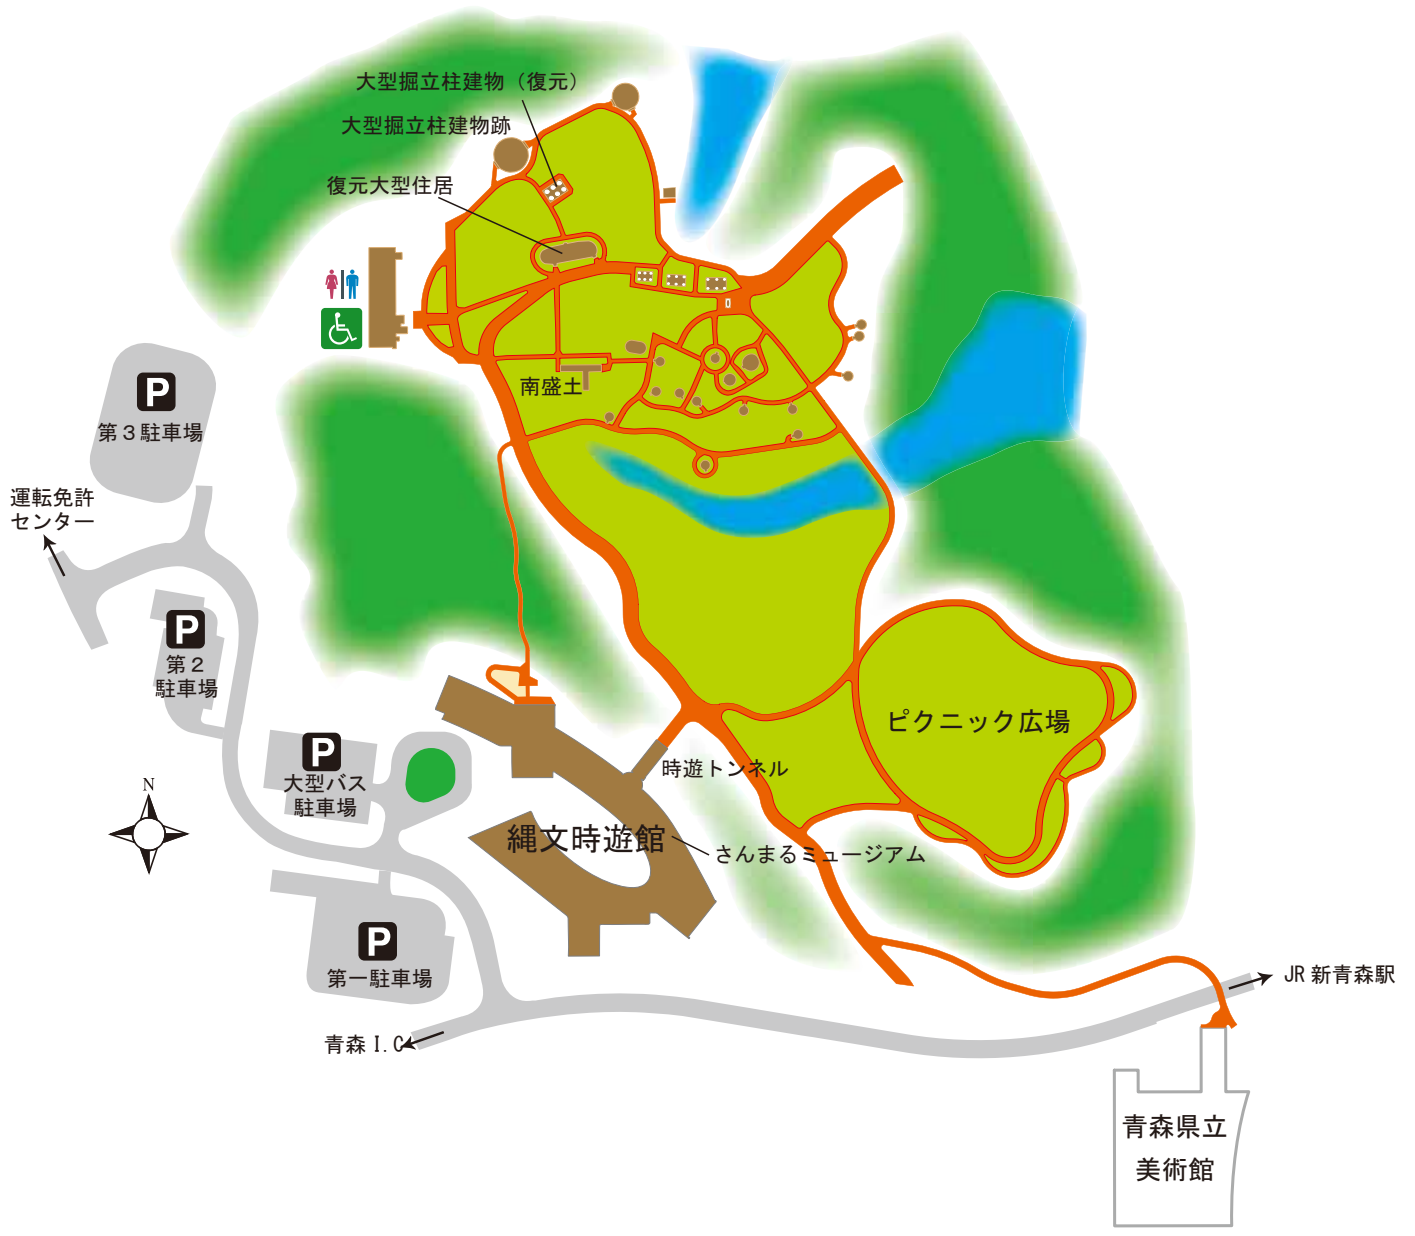 大型掘立柱建物（復元）
大型掘立柱建物跡
復元大型住居
南盛土
P
第３駐車場
運転免許
センター
P
第２
駐車場
P
大型バス
駐車場
N
ピクニック広場
時遊トンネル
縄文時遊館
さんまるミュージアム
P
第一駐車場
青森 I.C
JR 新青森駅
青森県立
美術館